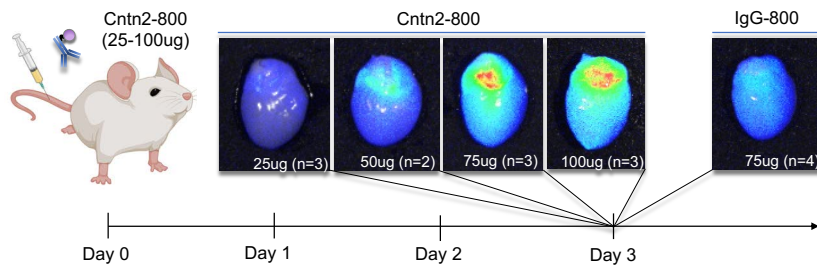 Cntn2-800
(25-100ug)
Cntn2-800
IgG-800
25ug (n=3)
50ug (n=2)
75ug (n=3)
100ug (n=3)
75ug (n=4)
Day 0
Day 1
Day 2
Day 3